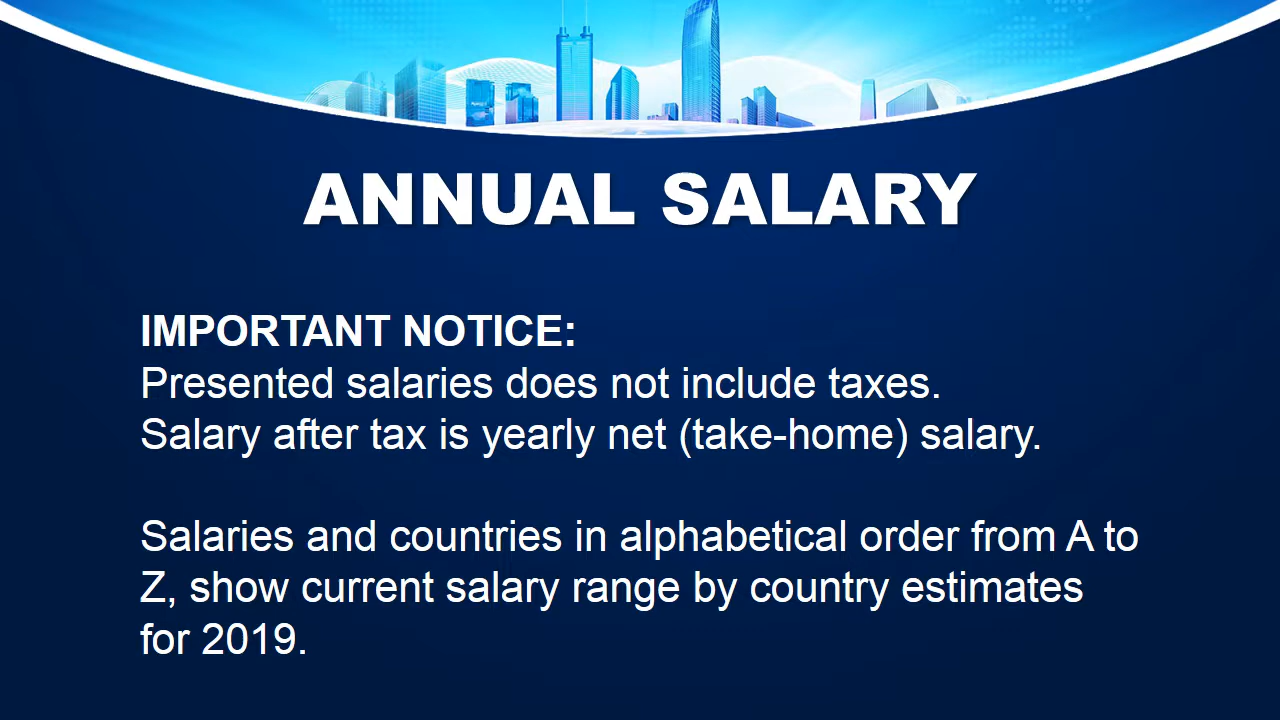 ANNUAL SALARY
IMPORTANT NOTICE:
Presented salaries does not include taxes.
Salary after tax is yearly net (take-home) salary.
Salaries and countries in alphabetical order from A to
Z, show current salary range by country estimates
for 2019.